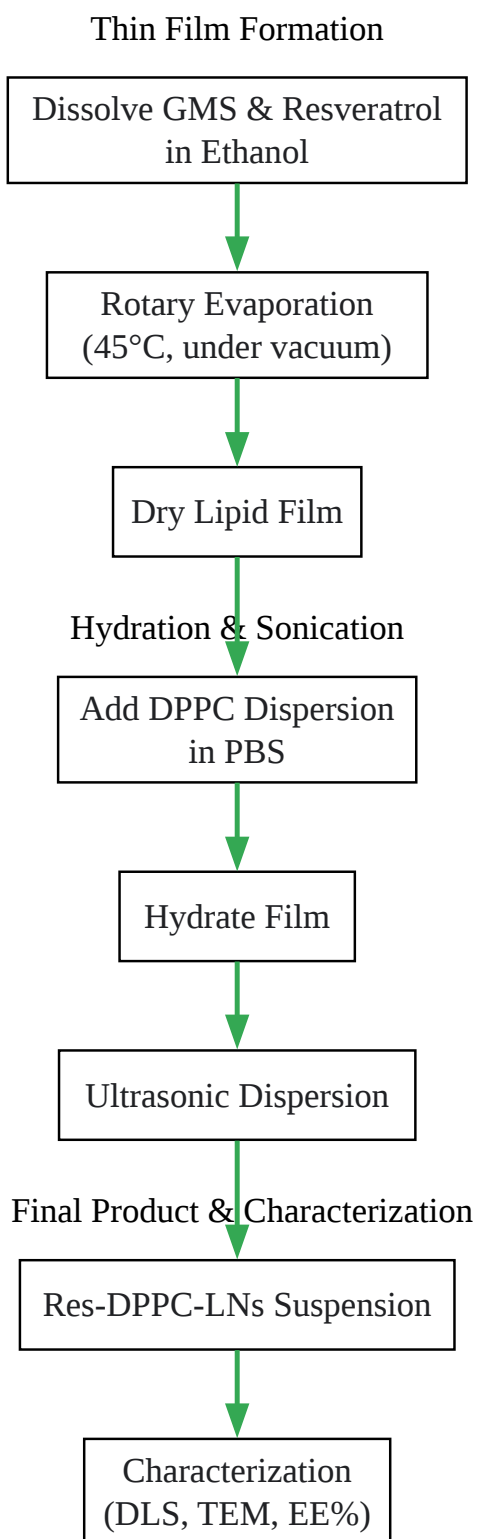 Thin Film Formation
Dissolve GMS & Resveratrol
in Ethanol
Rotary Evaporation
(45°C, under vacuum)
Dry Lipid Film
Hydration & Sonication
Add DPPC Dispersion
in PBS
Hydrate Film
Ultrasonic Dispersion
Final Product & Characterization
Res-DPPC-LNs Suspension
Characterization
(DLS, TEM, EE%)